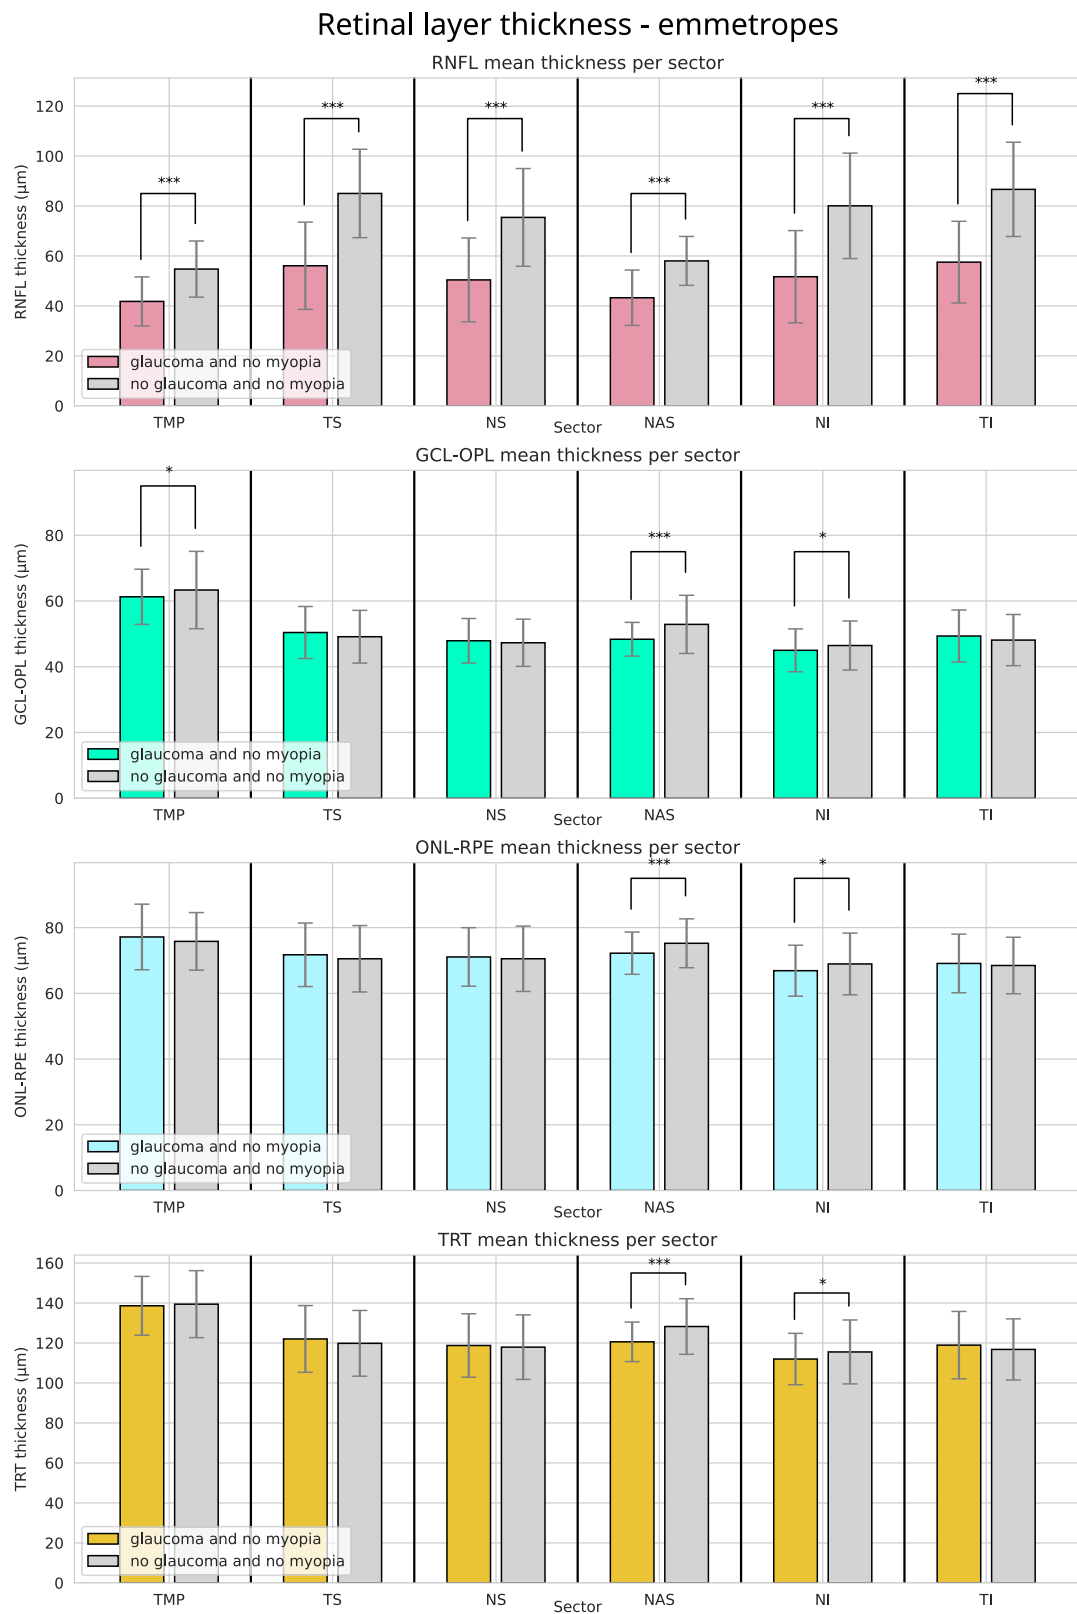 Retinal layer thickness - emmetropes
RNFL mean thickness per sector
RNFL thickness (μm)
120
100
80
60
40
20
0
***
***
***
***
***
***
glaucoma and no myopia
no glaucoma and no myopia
TMP TS NS NAS NI TI
Sector
GCL-OPL mean thickness per sector
GCL-OPL thickness (μm)
80
60
40
20
0
*
***
*
glaucoma and no myopia
no glaucoma and no myopia
TMP TS NS NAS NI TI
Sector
ONL-RPE mean thickness per sector
ONL-RPE thickness (μm)
80
60
40
20
0
***
*
glaucoma and no myopia
no glaucoma and no myopia
TMP TS NS NAS NI TI
Sector
TRT mean thickness per sector
TRT thickness (μm)
160
140
120
100
80
60
40
20
0
***
*
glaucoma and no myopia
no glaucoma and no myopia
TMP TS NS NAS NI TI
Sector